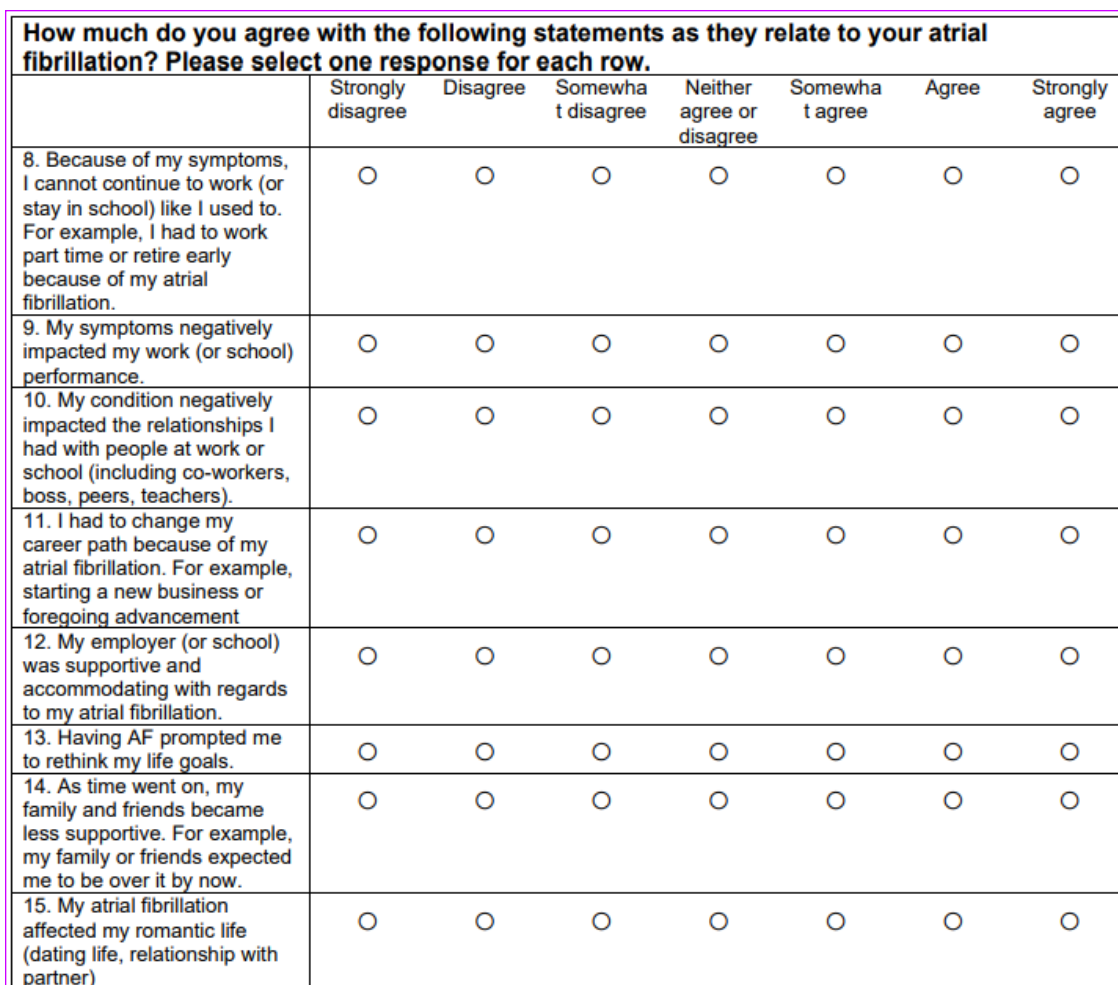 How much do you agree with the following statements as they relate to your atrial
fibrillation? Please select one response for each row.
Strongly disagree
Disagree
Somewha
t disagree
Neither agree or disagree
Somewha
t agree
Agree
Strongly agree
8. Because of my symptoms,
I cannot continue to work (or
stay in school) like I used to.
For example, I had to work
part time or retire early
because of my atrial
fibrillation.
9. My symptoms negatively
impacted my work (or school)
performance.
10. My condition negatively
impacted the relationships I
had with people at work or
school (including co-workers,
boss, peers, teachers).
11. I had to change my
career path because of my
atrial fibrillation. For example,
starting a new business or
foregoing advancement
12. My employer (or school)
was supportive and
accommodating with regards
to my atrial fibrillation.
13. Having AF prompted me
to rethink my life goals.
14. As time went on, my
family and friends became
less supportive. For example,
my family or friends expected
me to be over it by now.
15. My atrial fibrillation
affected my romantic life
(dating life, relationship with
partner)